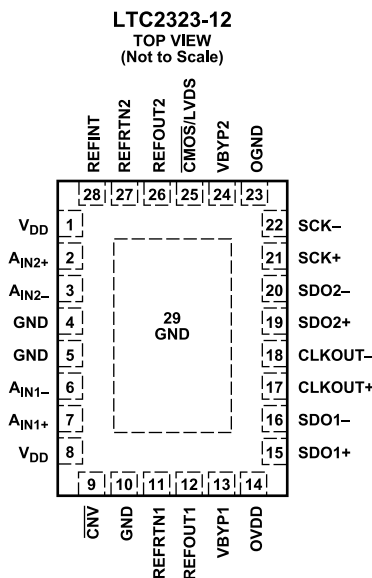 LTC2323-12
TOP VIEW
(Not to Scale)
REFINT
REFRTN2
REFOUT2
CMOS/LVDS
VBYP2
OGND
28 27 26 25 24 23
VDD 1
AIN2+ 2
AIN2– 3
GND 4
GND 5
AIN1– 6
AIN1+ 7
VDD 8
29
GND
22 SCK–
21 SCK+
20 SDO2–
19 SDO2+
18 CLKOUT–
17 CLKOUT+
16 SDO1–
15 SDO1+
9 10 11 12 13 14
CNV
GND
REFRTN1
REFOUT1
VBYP1
OVDD